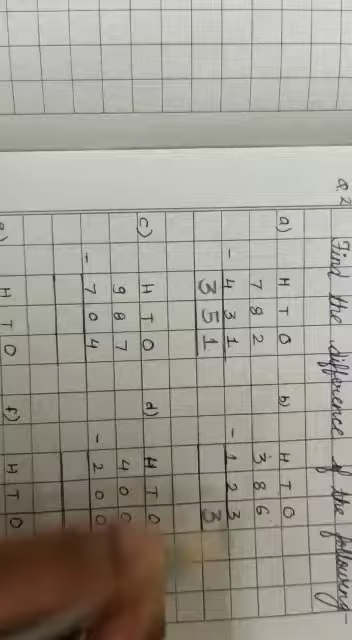 Q.2 Find the difference of the following-
a) H T O b) H T O
7 8 2 3 8 6
- 4 3 1 - 1 2 3
3 5 1 3
c) H T O d) H T O
9 8 7 4 0 0
- 7 0 4 - 2 0 0
e) H T O f) H T O